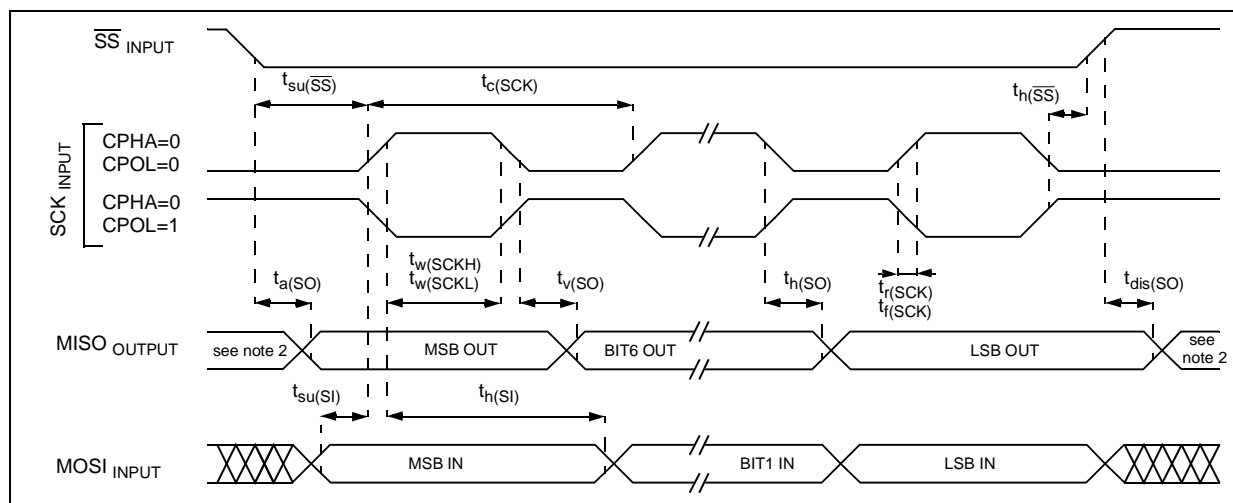 SS INPUT
tsu(SS)
tc(SCK)
th(SS)
SCK INPUT
CPHA=0
CPOL=0
CPHA=0
CPOL=1
ta(SO)
tw(SCKH)
tw(SCKL)
tv(SO)
th(SO)
tr(SCK)
tf(SCK)
tdis(SO)
MISO OUTPUT
see note 2
MSB OUT
BIT6 OUT
LSB OUT
see
note 2
tsu(SI)
th(SI)
MOSI INPUT
MSB IN
BIT1 IN
LSB IN